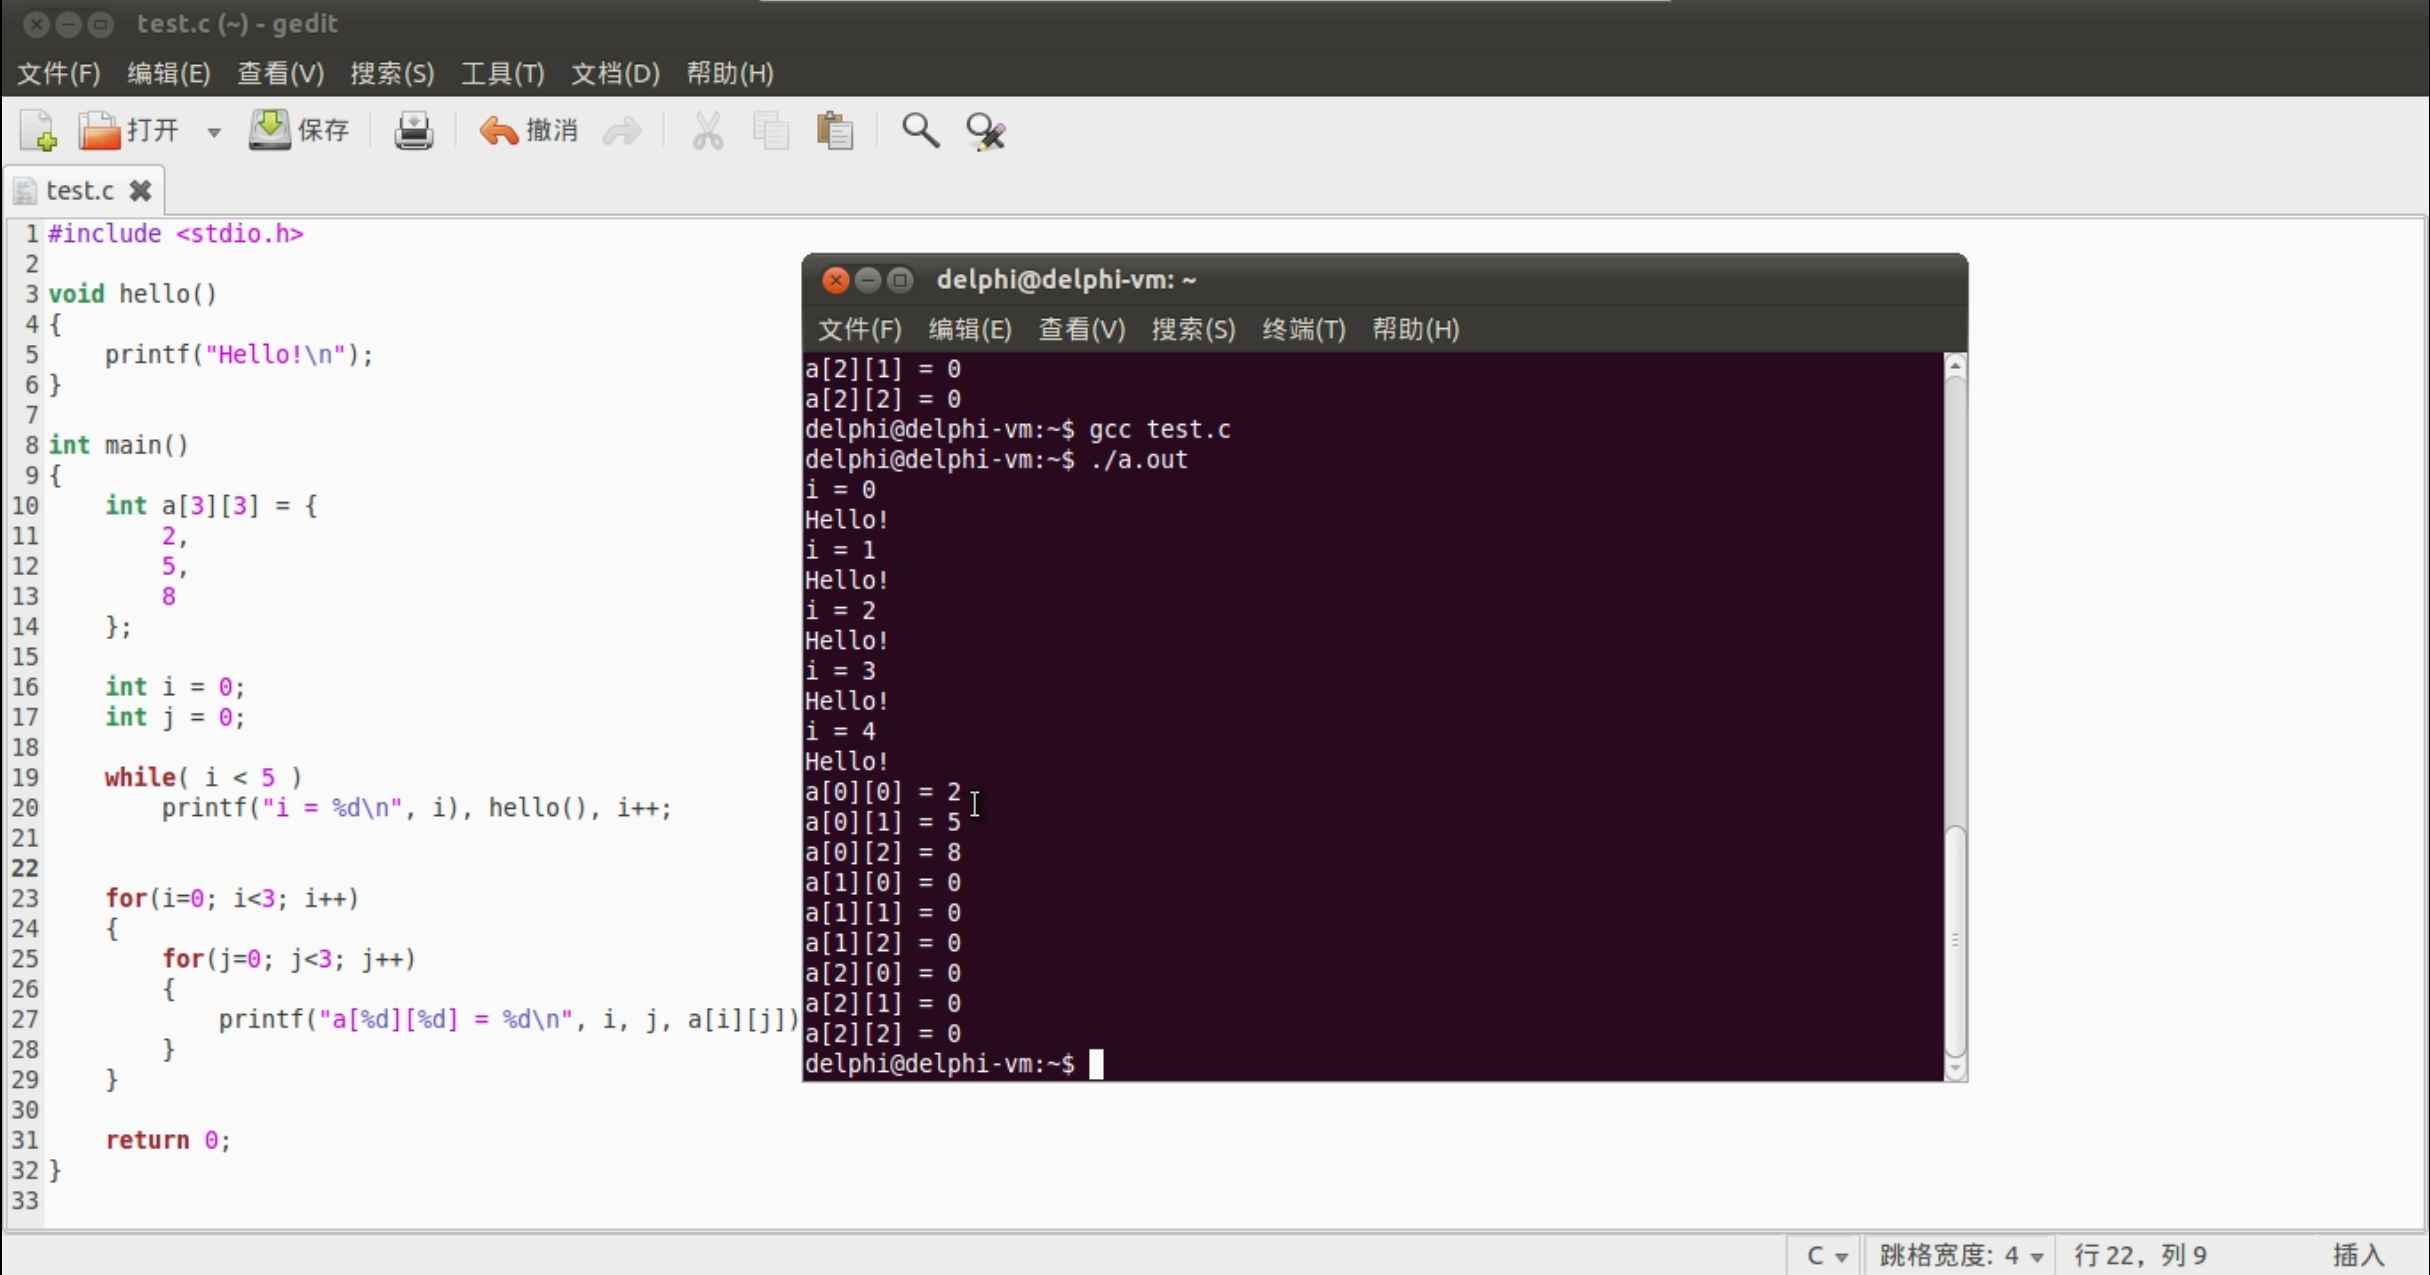 test.c (~) - gedit
文件(F) 编辑(E) 查看(V) 搜索(S) 工具(T) 文档(D) 帮助(H)
打开 保存 撤消
test.c
1 #include <stdio.h>
2
3 void hello()
4 {
5     printf("Hello!\n");
6 }
7
8 int main()
9 {
10     int a[3][3] = {
11         2,
12         5,
13         8
14     };
15
16     int i = 0;
17     int j = 0;
18
19     while( i < 5 )
20         printf("i = %d\n", i), hello(), i++;
21
22
23     for(i=0; i<3; i++)
24     {
25         for(j=0; j<3; j++)
26         {
27             printf("a[%d][%d] = %d\n", i, j, a[i][j])
28         }
29     }
30
31     return 0;
32 }
33
delphi@delphi-vm: ~
文件(F) 编辑(E) 查看(V) 搜索(S) 终端(T) 帮助(H)
a[2][1] = 0
a[2][2] = 0
delphi@delphi-vm:~$ gcc test.c
delphi@delphi-vm:~$ ./a.out
i = 0
Hello!
i = 1
Hello!
i = 2
Hello!
i = 3
Hello!
i = 4
Hello!
a[0][0] = 2
a[0][1] = 5
a[0][2] = 8
a[1][0] = 0
a[1][1] = 0
a[1][2] = 0
a[2][0] = 0
a[2][1] = 0
a[2][2] = 0
delphi@delphi-vm:~$
C 跳格宽度: 4 行 22，列 9 插入